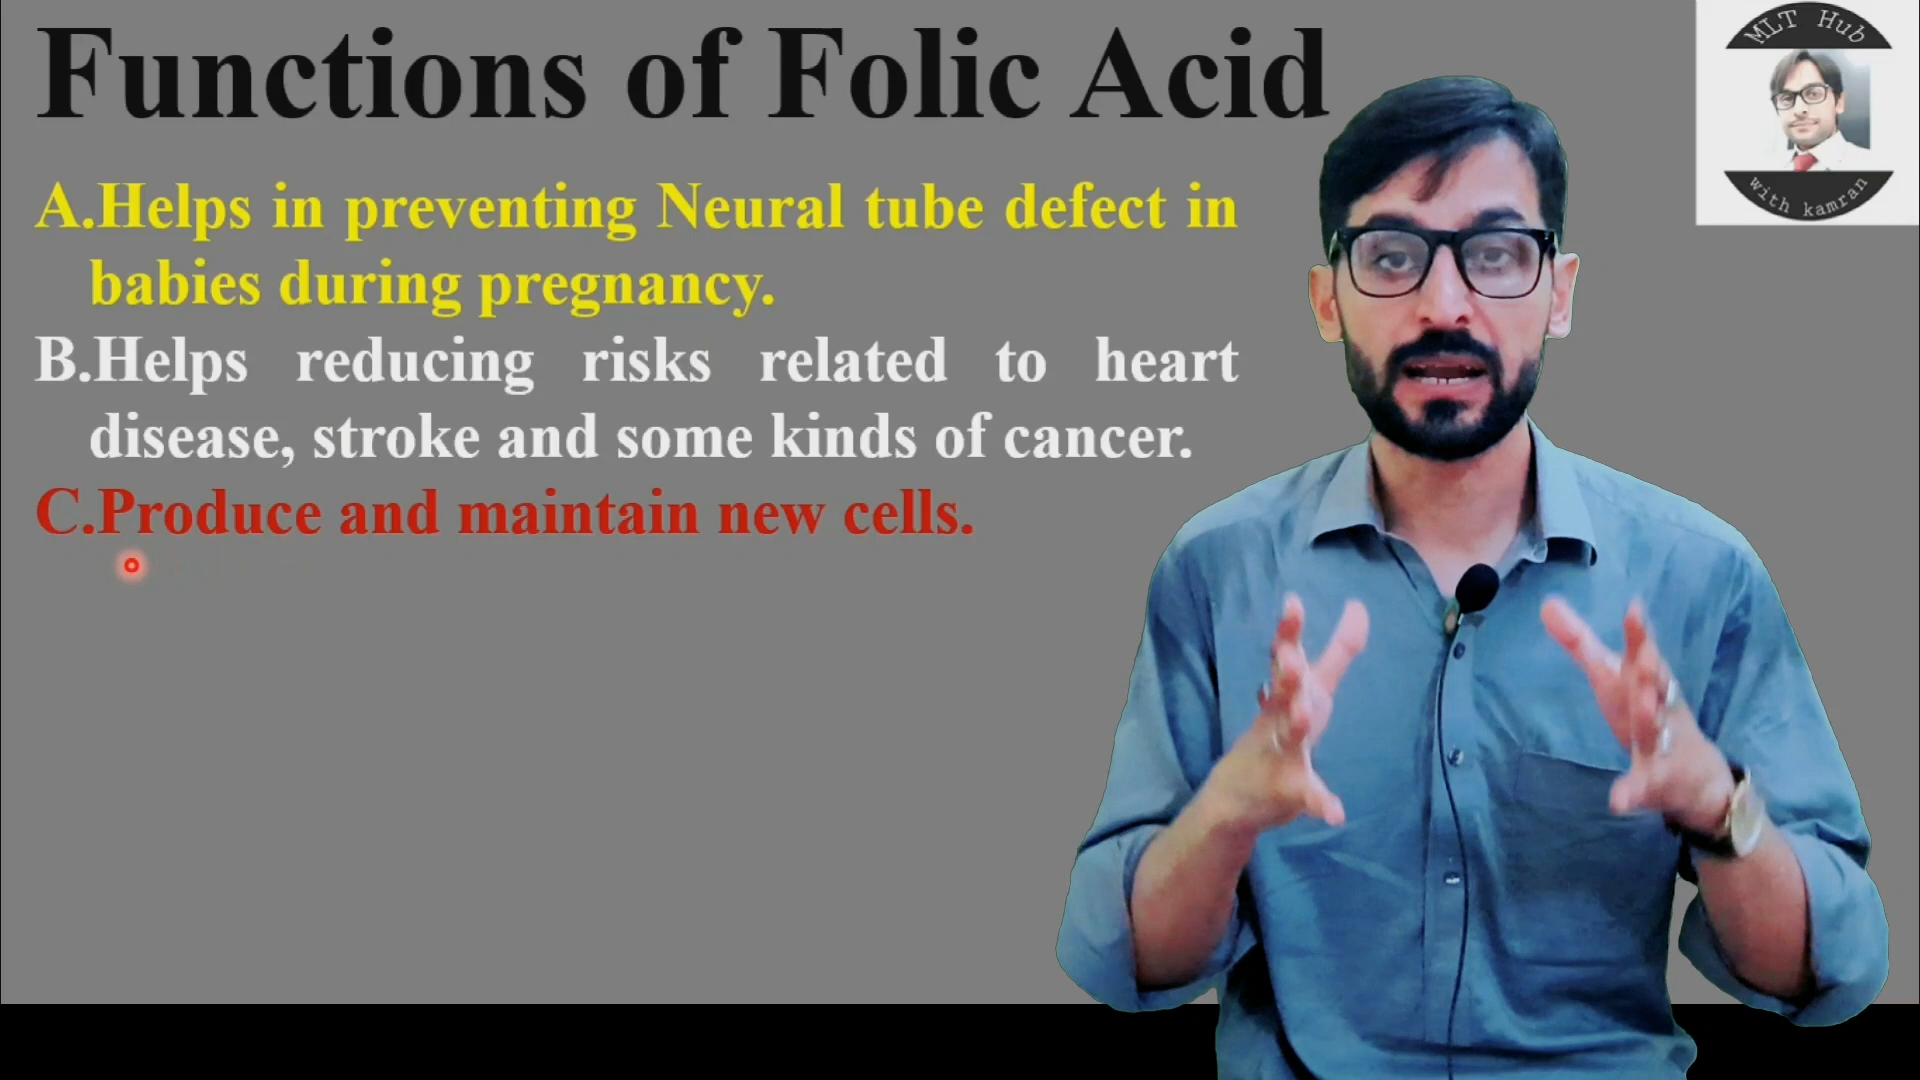 Functions of Folic Acid
MLT Hub
with kamran
A.Helps in preventing Neural tube defect in
babies during pregnancy.
B.Helps reducing risks related to heart
disease, stroke and some kinds of cancer.
C.Produce and maintain new cells.